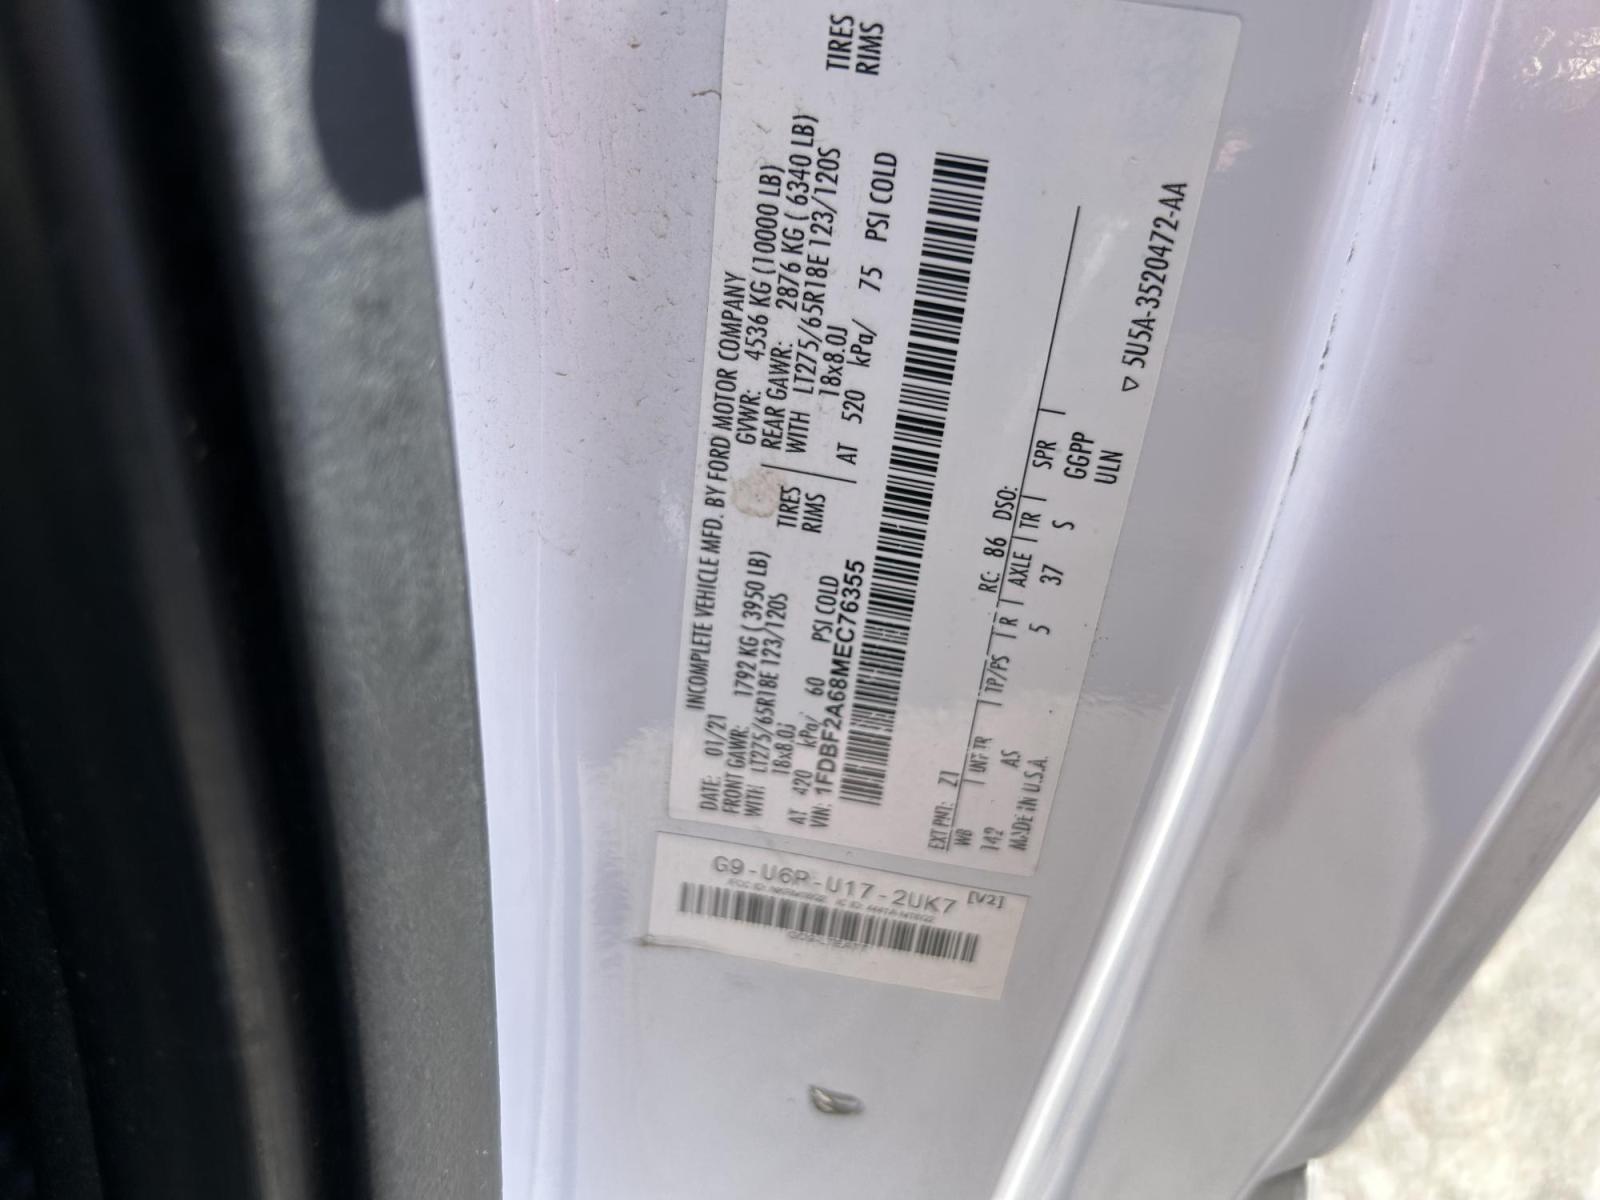 INCOMPLETE VEHICLE MFD. BY FORD MOTOR COMPANY
DATE: 01/21 GVWR: 4536 KG (10000 LB)
FRONT GAWR: 1792 KG ( 3950 LB) REAR GAWR: 2876 KG ( 6340 LB)
WITH LT275/65R18E 123/120S TIRES WITH LT275/65R18E 123/120S TIRES
18x8.0J RIMS 18x8.0J RIMS
AT 420 kPa/ 60 PSI COLD AT 520 kPa/ 75 PSI COLD
VIN: 1FDBF2A68MEC76355
EXT PNT: Z1 RC: 86 DSO:
WB INT TR TP/PS R AXLE TR SPR
142 AS 5 37 S GGPP
MADE IN U.S.A. ULN
▽ 5U5A-3520472-AA
G9-U6R-U17-2UK7 [V2]